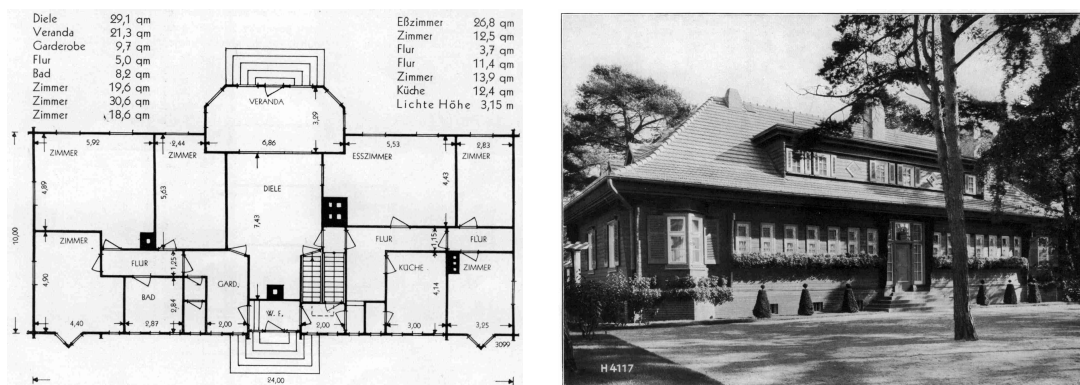 Diele 29,1 qm
Veranda 21,3 qm
Garderobe 9,7 qm
Flur 5,0 qm
Bad 8,2 qm
Zimmer 19,6 qm
Zimmer 30,6 qm
Zimmer 18,6 qm
Eßzimmer 26,8 qm
Zimmer 12,5 qm
Flur 3,7 qm
Flur 11,4 qm
Zimmer 13,9 qm
Küche 12,4 qm
Lichte Höhe 3,15 m
VERANDA
3,29
5,92 2,44 6,86 5,53 2,83
ZIMMER ZIMMER ESSZIMMER ZIMMER
4,89 5,63 4,43
DIELE
7,43
10,00
ZIMMER FLUR FLUR
1,15
FLUR 1,25 KÜCHE ZIMMER
4,90 BAD 2,84 GARD. 4,14
W. F.
4,40 2,87 2,00 2,00 3,00 3,25
3099
24,00
H4117